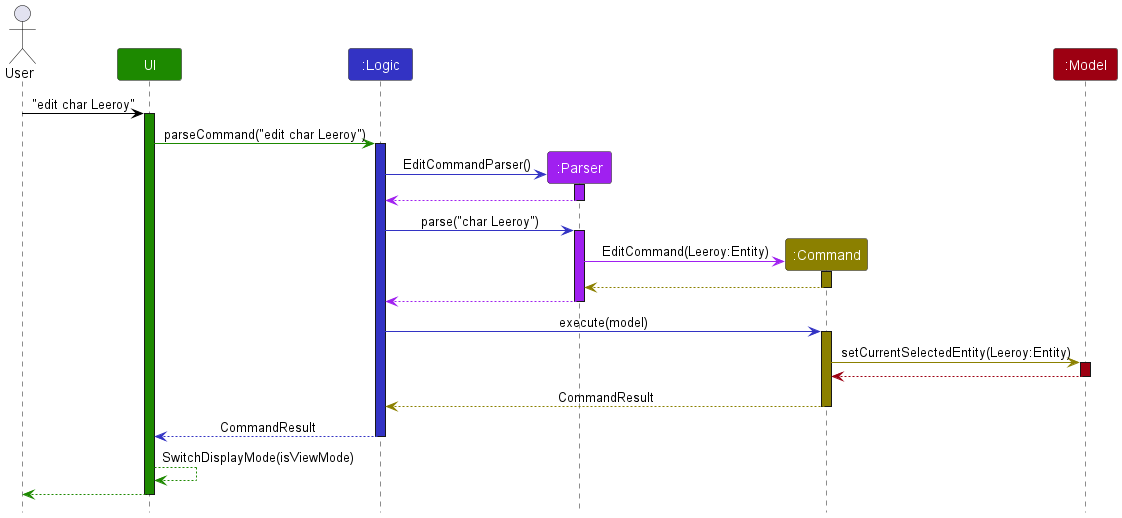 User
UI
:Logic
:Model
"edit char Leeroy"
parseCommand("edit char Leeroy")
:Parser
EditCommandParser()
parse("char Leeroy")
:Command
EditCommand(Leeroy:Entity)
execute(model)
setCurrentSelectedEntity(Leeroy:Entity)
CommandResult
CommandResult
SwitchDisplayMode(isViewMode)